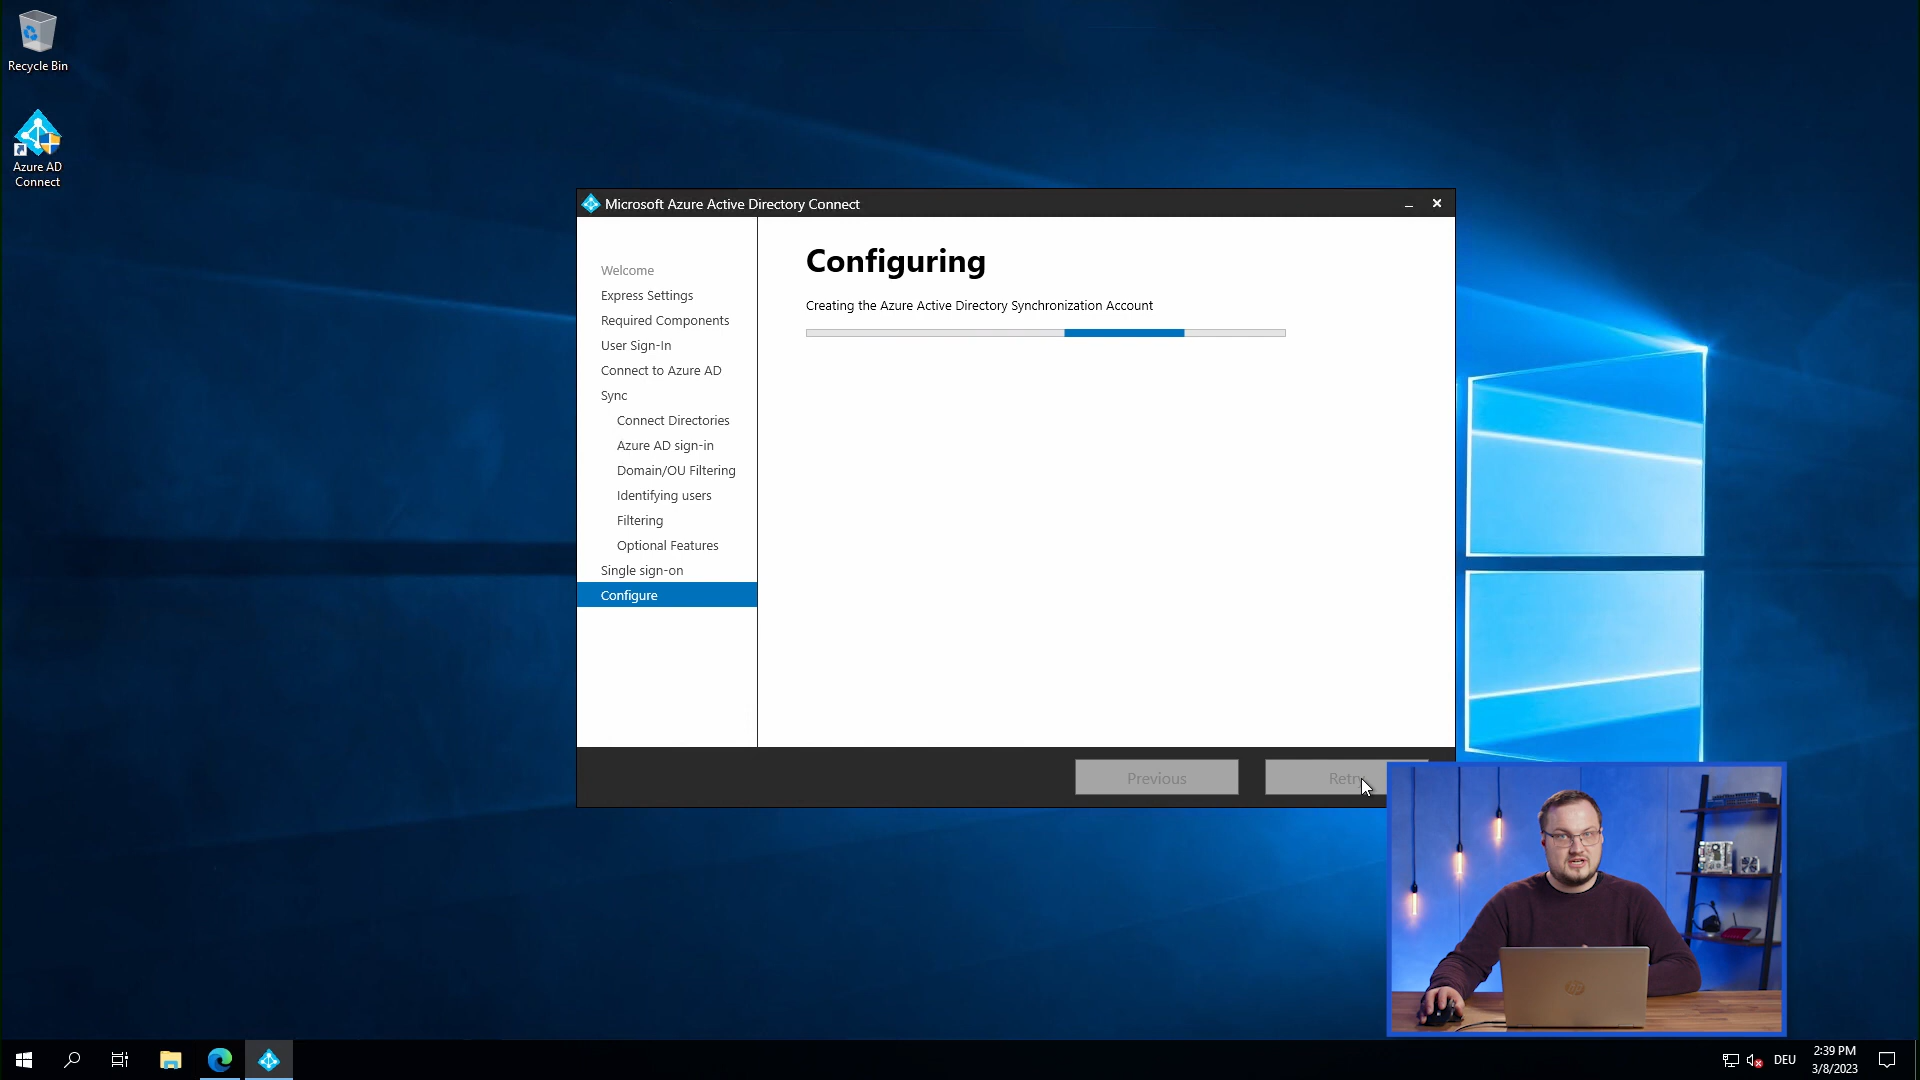 Recycle Bin
Azure AD
Connect
Microsoft Azure Active Directory Connect
Welcome
Express Settings
Required Components
User Sign-In
Connect to Azure AD
Sync
Connect Directories
Azure AD sign-in
Domain/OU Filtering
Identifying users
Filtering
Optional Features
Single sign-on
Configure
Configuring
Creating the Azure Active Directory Synchronization Account
Previous
Retry
hp
DEU
2:39 PM
3/8/2023